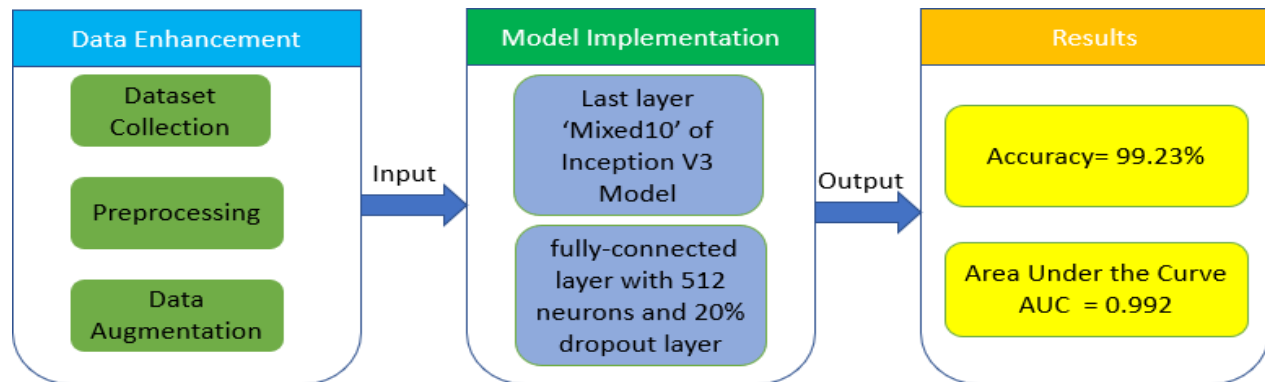 Data Enhancement
Dataset
Collection
Preprocessing
Data
Augmentation
Input
Model Implementation
Last layer
‘Mixed10’ of
Inception V3
Model
fully-connected
layer with 512
neurons and 20%
dropout layer
Output
Results
Accuracy= 99.23%
Area Under the Curve
AUC = 0.992